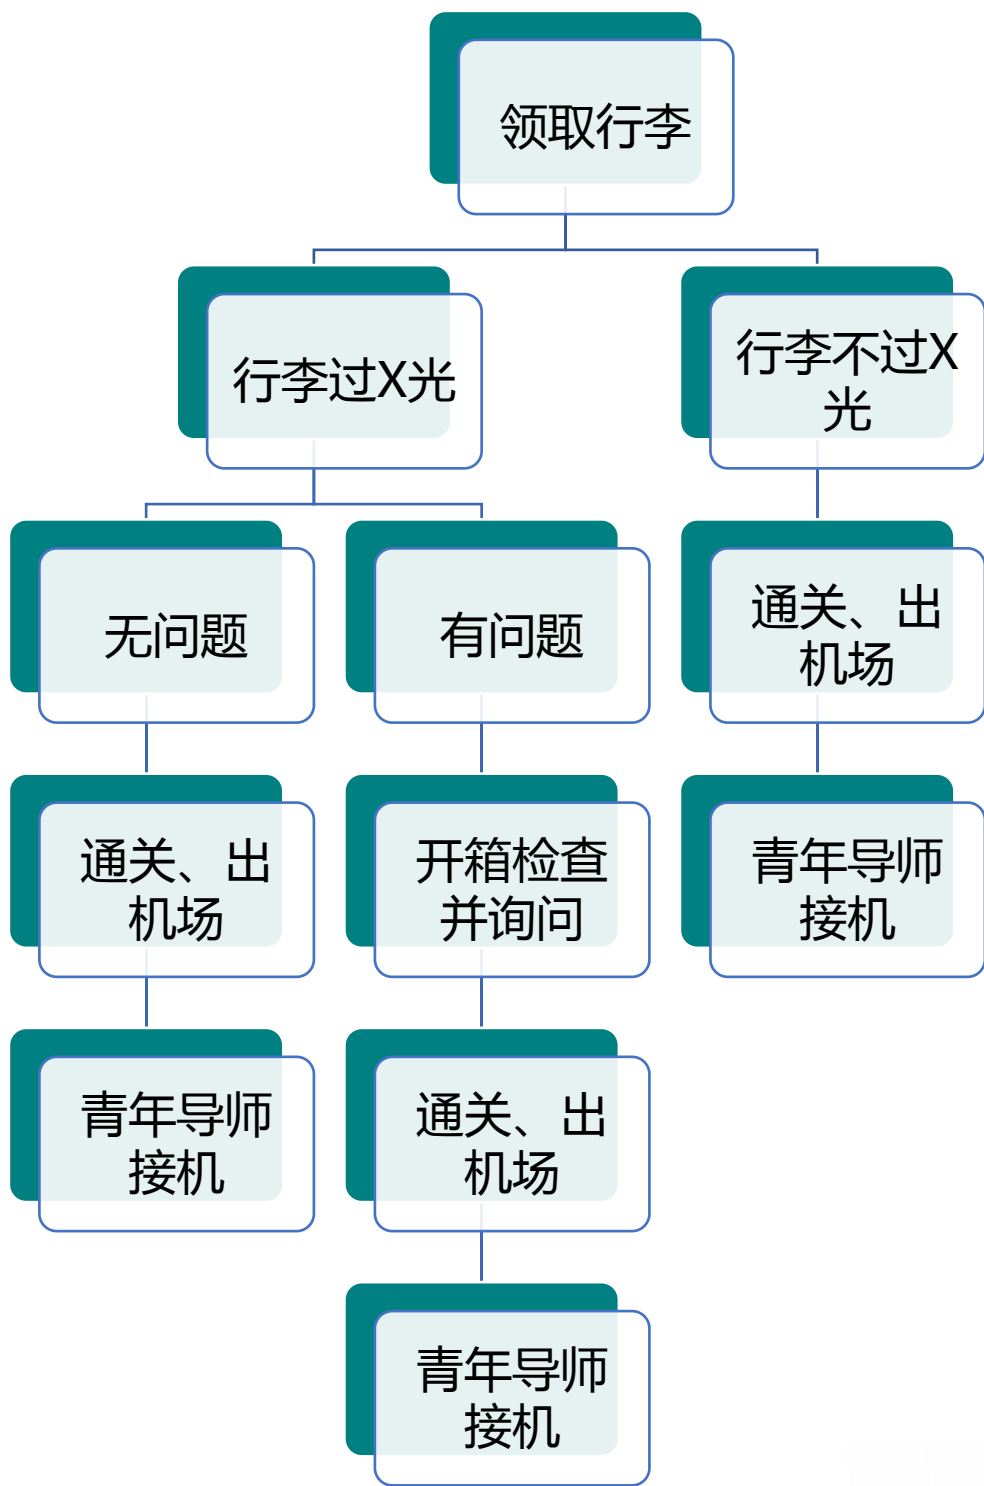 领取行李
行李过X光
行李不过X
光
无问题
有问题
通关、出
机场
通关、出
机场
开箱检查
并询问
青年导师
接机
青年导师
接机
通关、出
机场
青年导师
接机